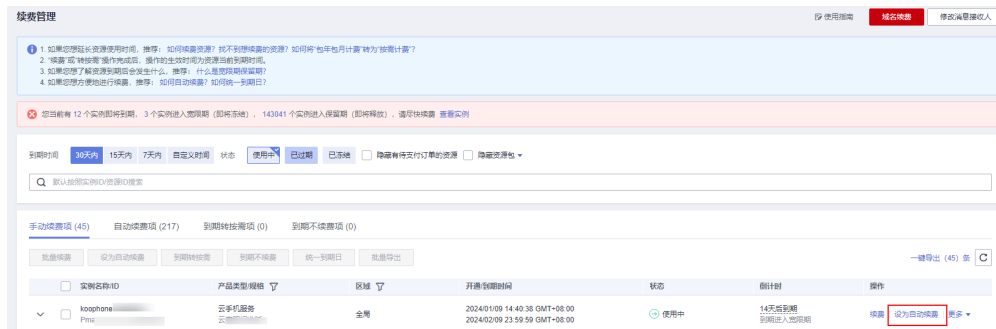 续费管理
使用指南 域名续费 修改消息接收人
1. 如果您想延长资源使用时间，推荐： 如何续费资源？ 找不到想续费的资源？ 如何将“包年包月计费”转为“按需计费”？
2. “续费”或“转按需”操作完成后，操作的生效时间为资源当前到期时间。
3. 如果您想了解资源到期后会发生什么，推荐： 什么是宽限期保留期？
4. 如果您想方便地进行续费，推荐： 如何自动续费？ 如何统一到期日？
您当前有 12 个实例即将到期， 3 个实例进入宽限期（即将冻结）， 143041 个实例进入保留期（即将释放），请尽快续费 查看实例
到期时间 30天内 15天内 7天内 自定义时间 状态 使用中 已过期 已冻结 隐藏有待支付订单的资源 隐藏资源包
默认按照实例ID/资源ID搜索
手动续费项 (45) 自动续费项 (217) 到期转按需项 (0) 到期不续费项 (0)
批量续费 设为自动续费 到期转按需 到期不续费 统一到期日 批量导出 一键导出 (45) 条
实例名称/ID 产品类型/规格 区域 开通/到期时间 状态 倒计时 操作
koophone 云手机服务 全局 2024/01/09 14:40:38 GMT+08:00 使用中 14天后到期 续费 设为自动续费 更多
2024/02/09 23:59:59 GMT+08:00 到期进入宽限期